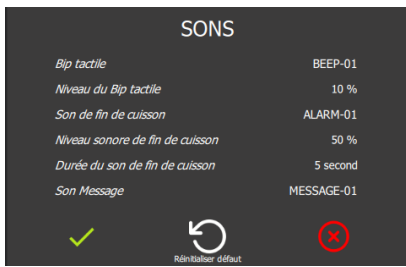 SONS
Bip tactile BEEP-01
Niveau du Bip tactile 10 %
Son de fin de cuisson ALARM-01
Niveau sonore de fin de cuisson 50 %
Durée du son de fin de cuisson 5 second
Son Message MESSAGE-01
Réinitialiser défaut